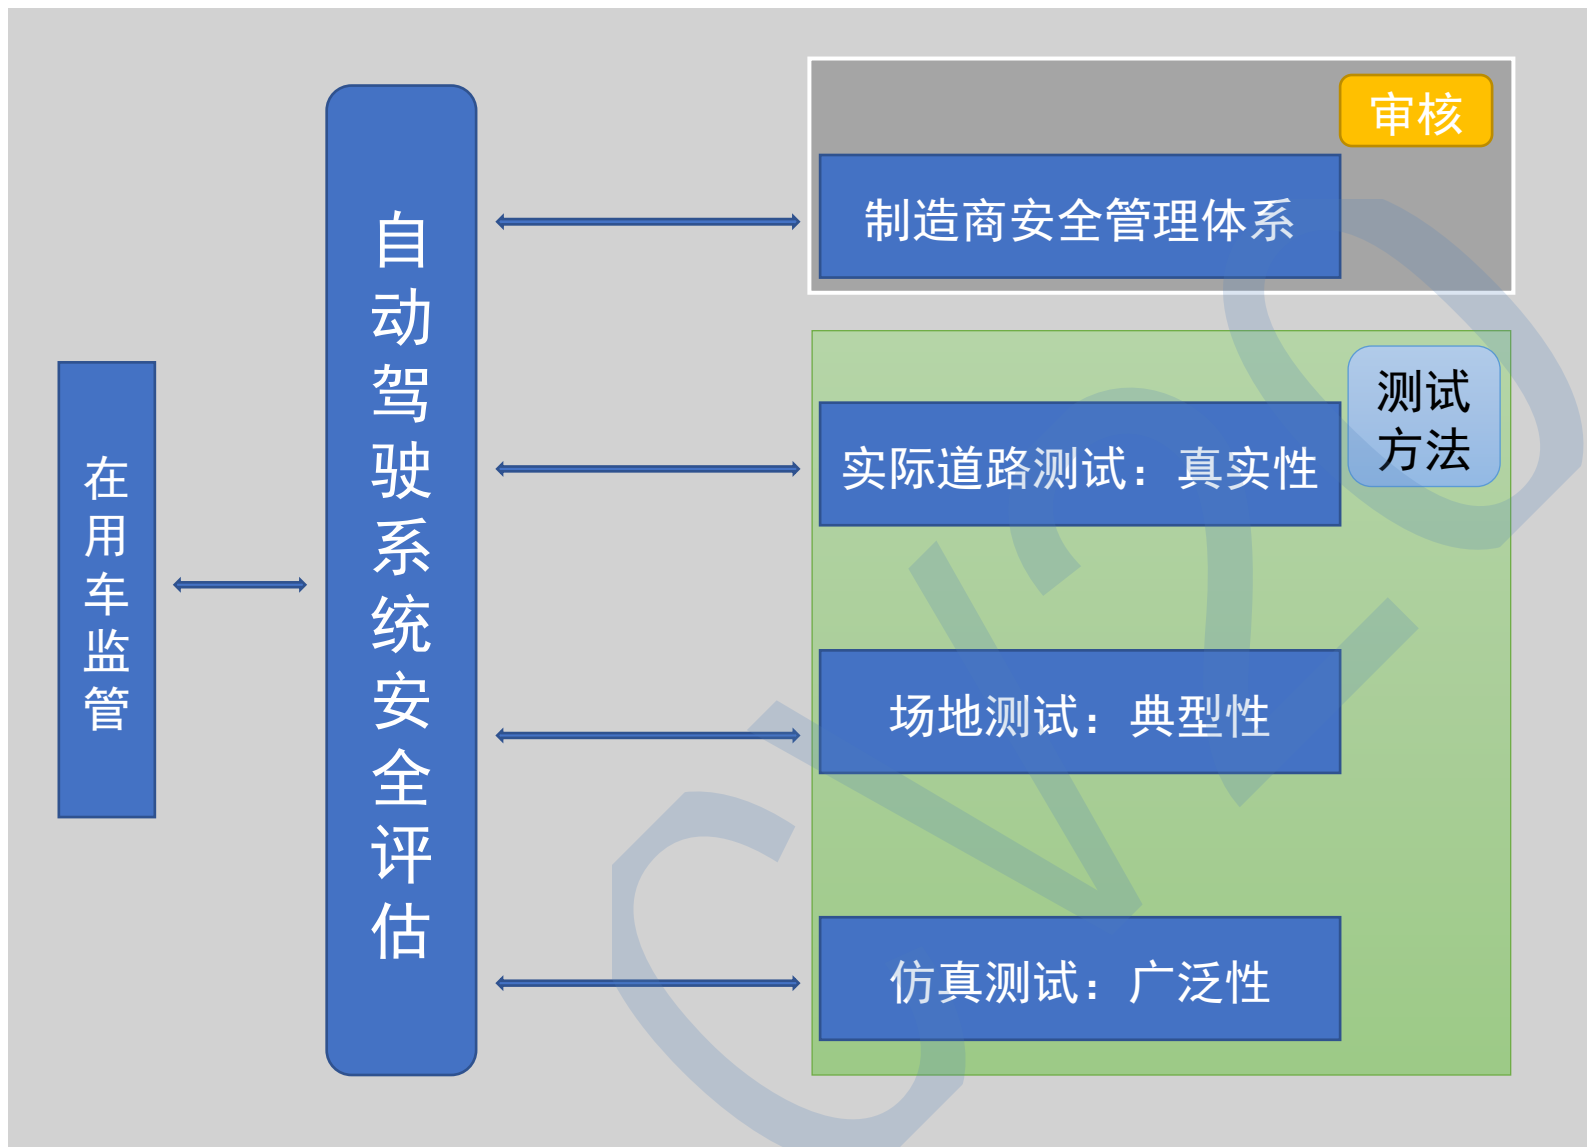 在用车监管
自动驾驶系统安全评估
审核
制造商安全管理体系
测试
方法
实际道路测试：真实性
场地测试：典型性
仿真测试：广泛性